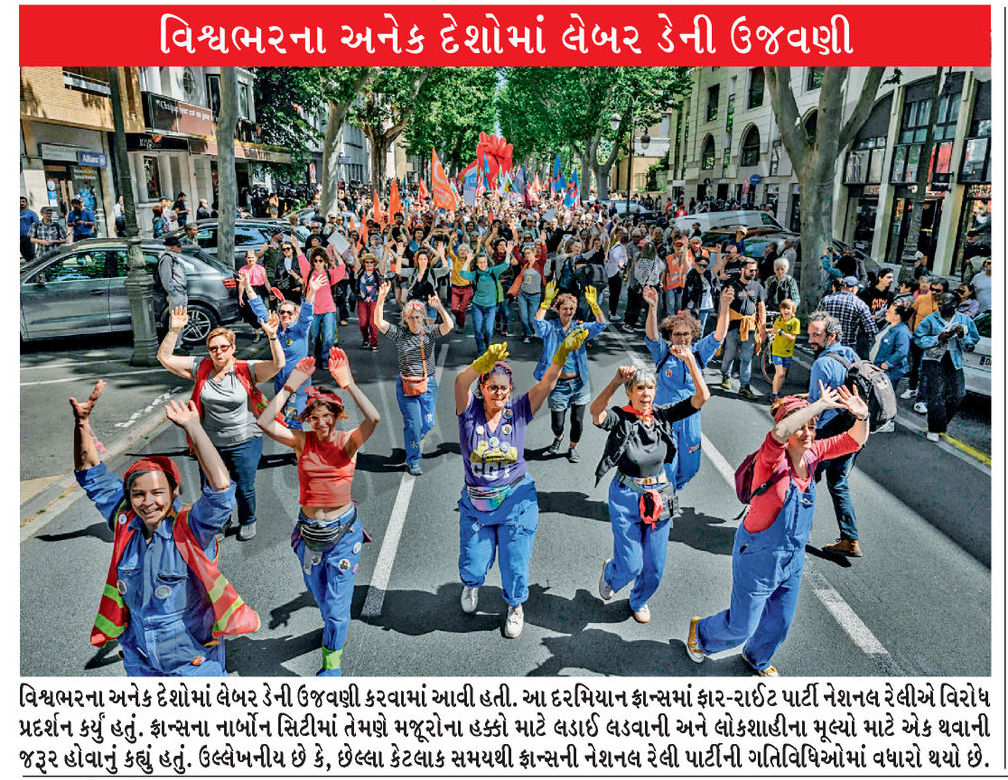 વિશ્વભરના અનેક દેશોમાં લેબર ડેની ઉજવણી
Allianz
CGT
વિશ્વભરના અનેક દેશોમાં લેબર ડેની ઉજવણી કરવામાં આવી હતી. આ દરમિયાન ફ્રાન્સમાં ફાર-રાઈટ પાર્ટી નેશનલ રેલીએ વિરોધ
પ્રદર્શન કર્યું હતું. ફ્રાન્સના નાર્બોન સિટીમાં તેમણે મજૂરોના હક્કો માટે લડાઈ લડવાની અને લોકશાહીના મૂલ્યો માટે એક થવાની
જરૂર હોવાનું કહ્યું હતું. ઉલ્લેખનીય છે કે, છેલ્લા કેટલાક સમયથી ફ્રાન્સની નેશનલ રેલી પાર્ટીની ગતિવિધિઓમાં વધારો થયો છે.